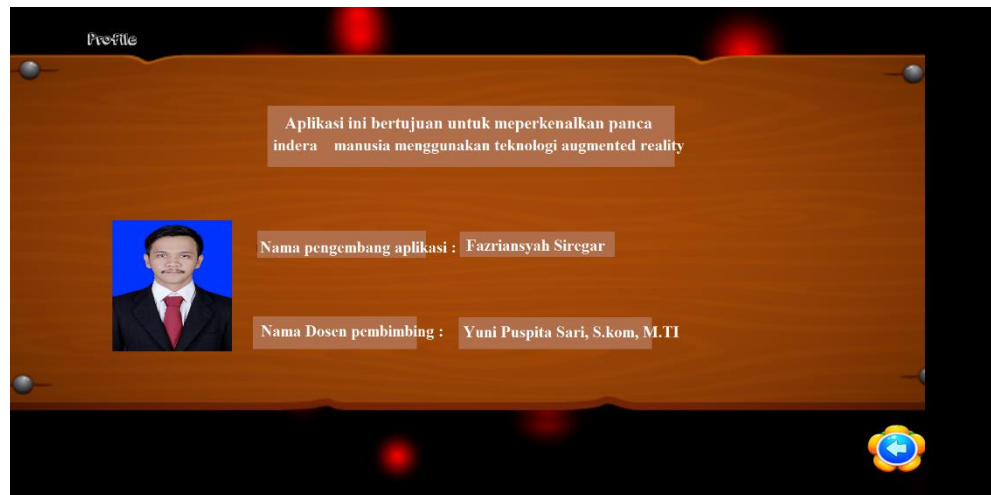 Profile
Aplikasi ini bertujuan untuk meperkenalkan panca
indera manusia menggunakan teknologi augmented reality
Nama pengembang aplikasi : Fazriansyah Siregar
Nama Dosen pembimbing : Yuni Puspita Sari, S.kom, M.TI